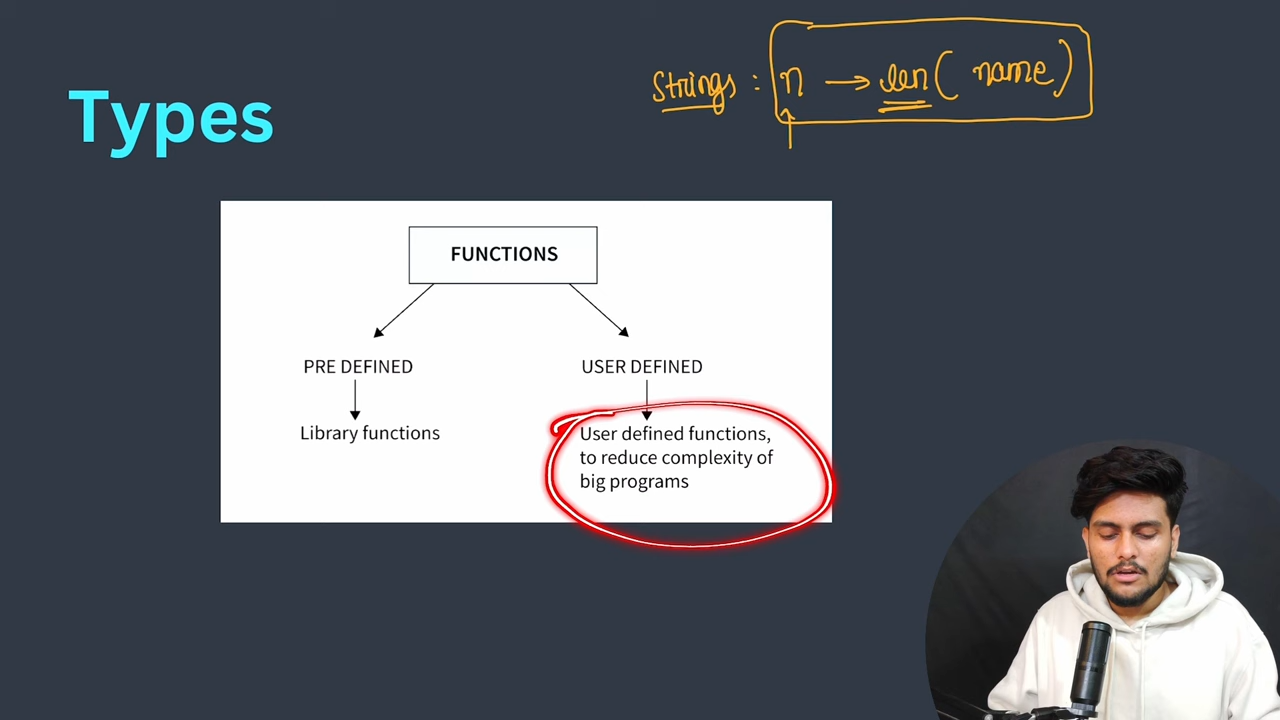 Strings : n → len( name)
Types
FUNCTIONS
PRE DEFINED
USER DEFINED
Library functions
User defined functions,
to reduce complexity of
big programs